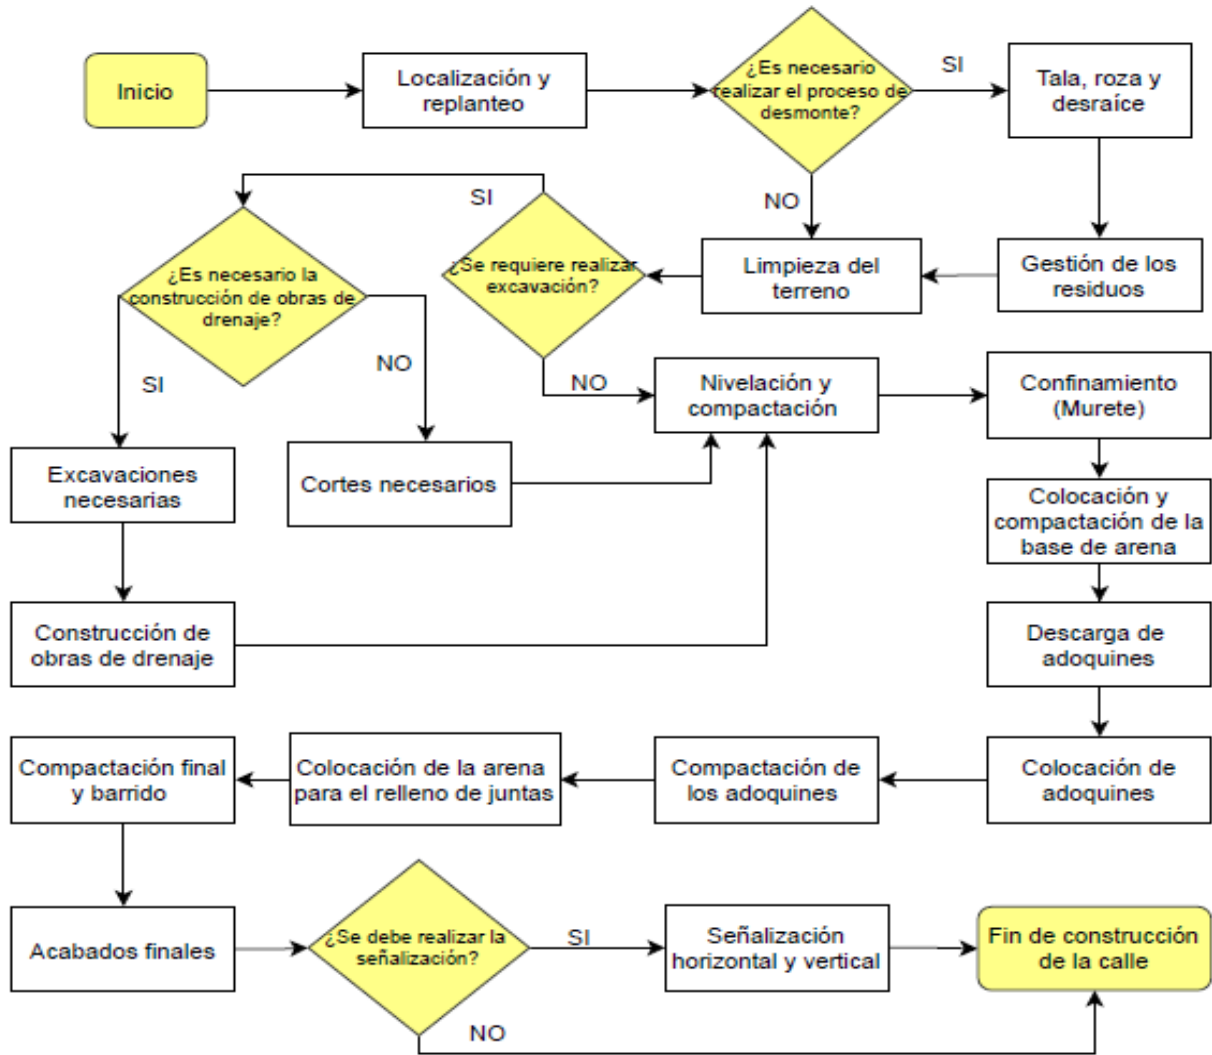 Inicio
Localización y
replanteo
¿Es necesario
realizar el proceso de
desmonte?
SI
Tala, roza y
desraíce
NO
Gestión de los
residuos
Limpieza del
terreno
¿Se requiere realizar
excavación?
SI
¿Es necesario la
construcción de obras de
drenaje?
NO
SI
NO
Nivelación y
compactación
Confinamiento
(Murete)
Excavaciones
necesarias
Cortes necesarios
Colocación y
compactación de la
base de arena
Construcción de
obras de drenaje
Descarga de
adoquines
Compactación final
y barrido
Colocación de la arena
para el relleno de juntas
Compactación de
los adoquines
Colocación de
adoquines
Acabados finales
¿Se debe realizar la
señalización?
SI
Señalización
horizontal y vertical
Fin de construcción
de la calle
NO